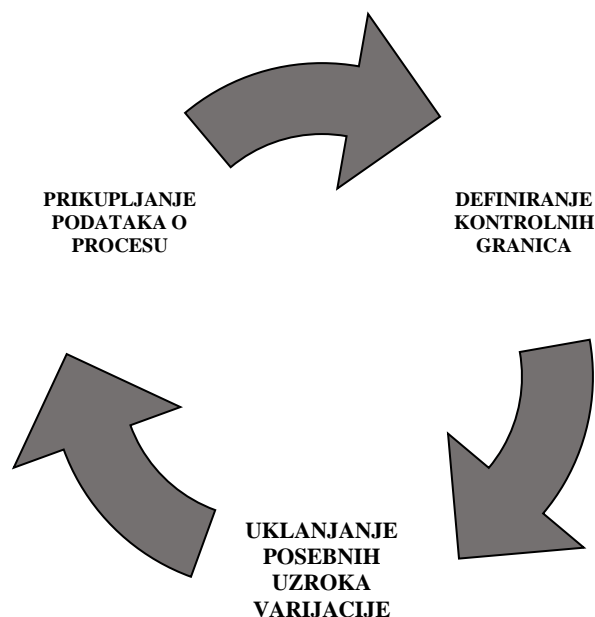 PRIKUPLJANJE
PODATAKA O
PROCESU
DEFINIRANJE
KONTROLNIH
GRANICA
UKLANJANJE
POSEBNIH
UZROKA
VARIJACIJE